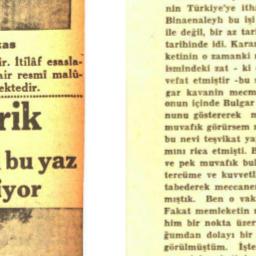 kas
ir. İtilâf esasla-
air resmî malû-
ektedir.
rik
bu yaz
iyor
nin Türkiye'ye itha
Binaenaleyh bu işi
ile değil, bir az tari
tarihinde idi. Karar
ketinin o zamanki
ismindeki zat - ki
vefat etmiştir -bu s
gar kavanin mecm
onun içinde Bulgar
nunu göstererek m
muvafık görürsem n
bu nevi teşvikat ya
mını rica etmişti. B
ve pek muvafık bul
tercüme ve kuvvetl
tabederek meccanen
mıştık. Ben o vak
Fakat memleketin m
him bir nokta üzer
ğumdan dolayı bir
görülmüştüm. İşte